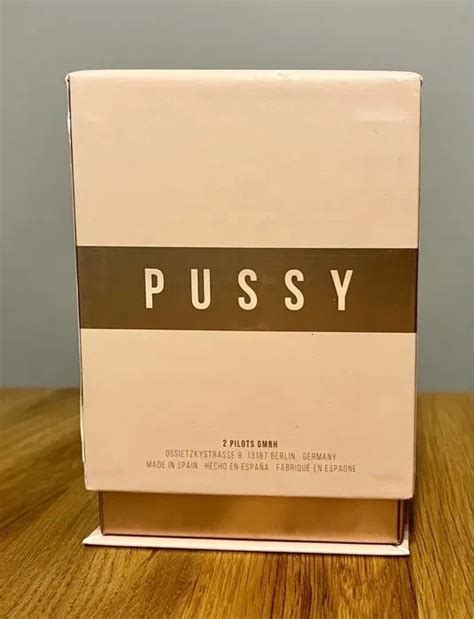 PUSSY
2 PILOTS GMBH
OSSIETZKYSTRASSE 9, 13187 BERLIN · GERMANY
MADE IN SPAIN · HECHO EN ESPAÑA · FABRIQUÉ EN ESPAGNE